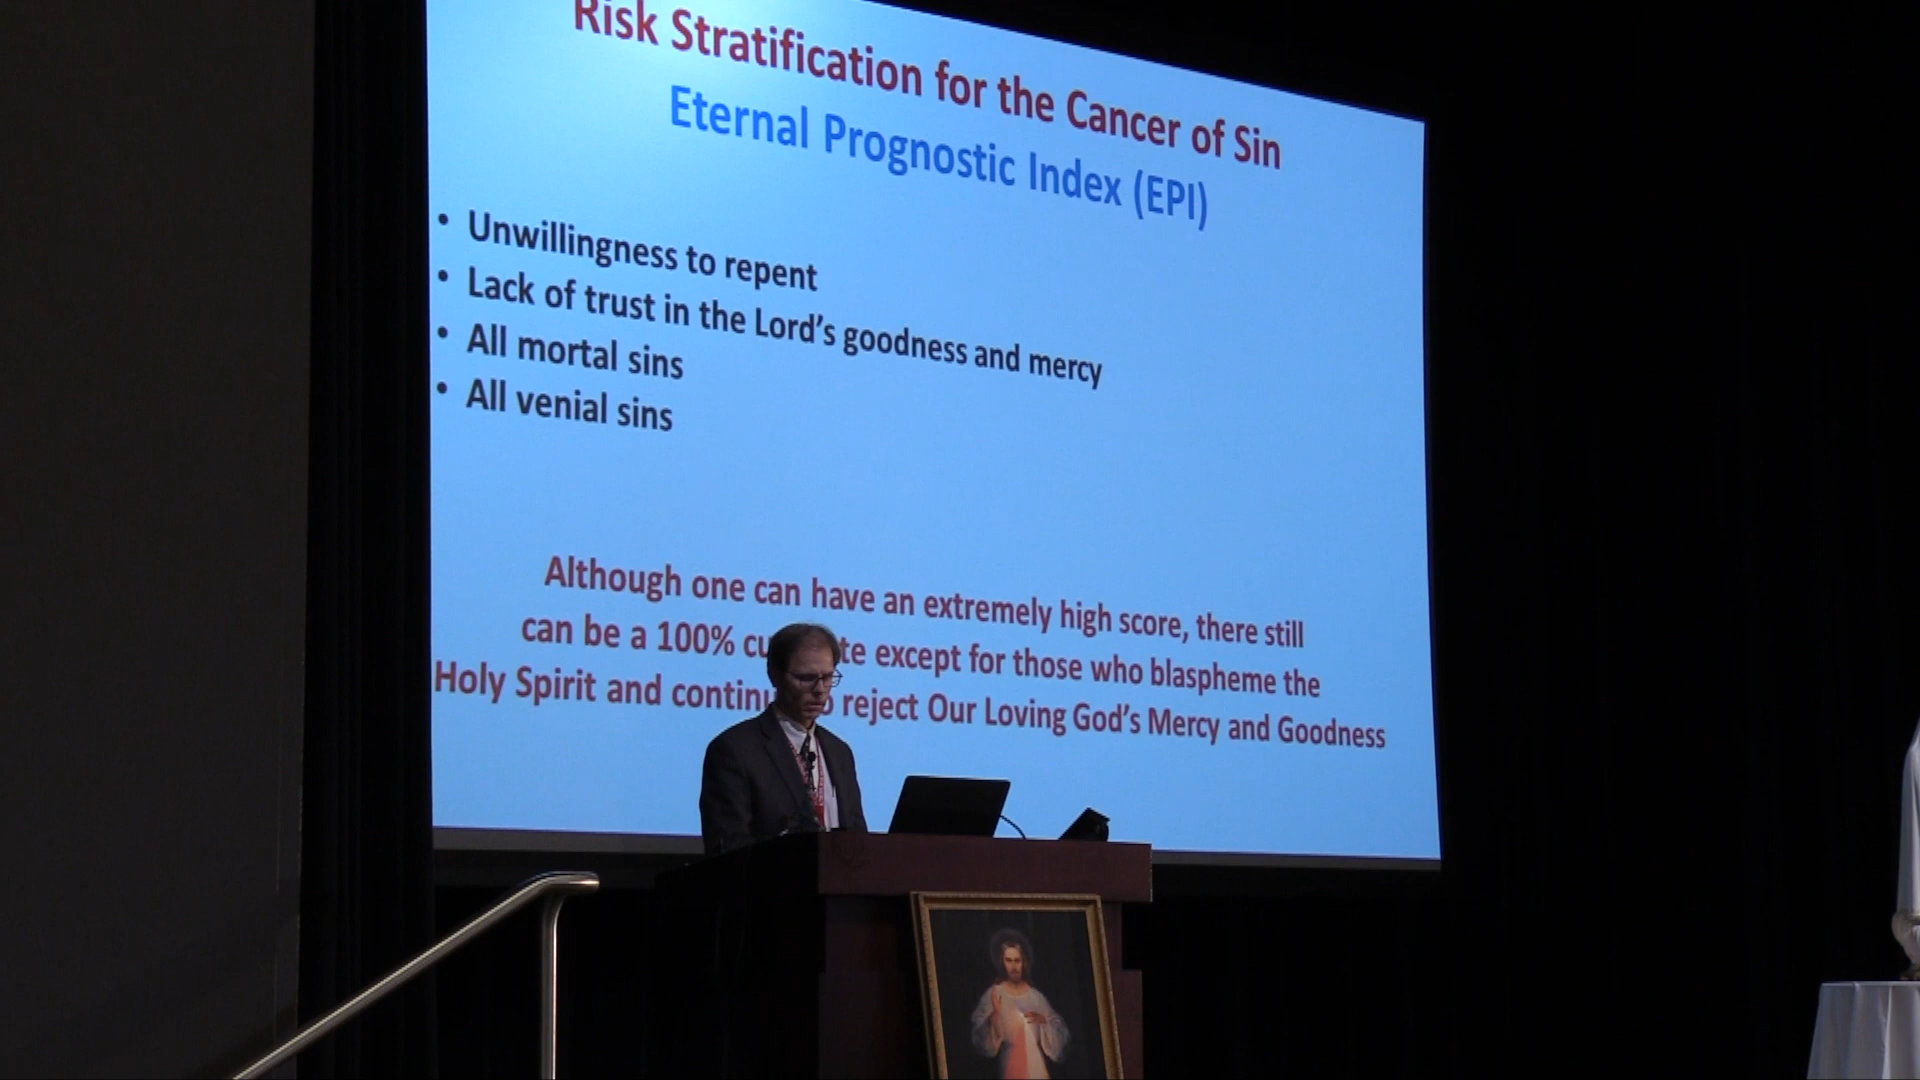 Risk Stratification for the Cancer of Sin
Eternal Prognostic Index (EPI)
• Unwillingness to repent
• Lack of trust in the Lord's goodness and mercy
• All mortal sins
• All venial sins
Although one can have an extremely high score, there still
can be a 100% except for those who blaspheme the
Holy Spirit and reject Our Loving God's Mercy and Goodness